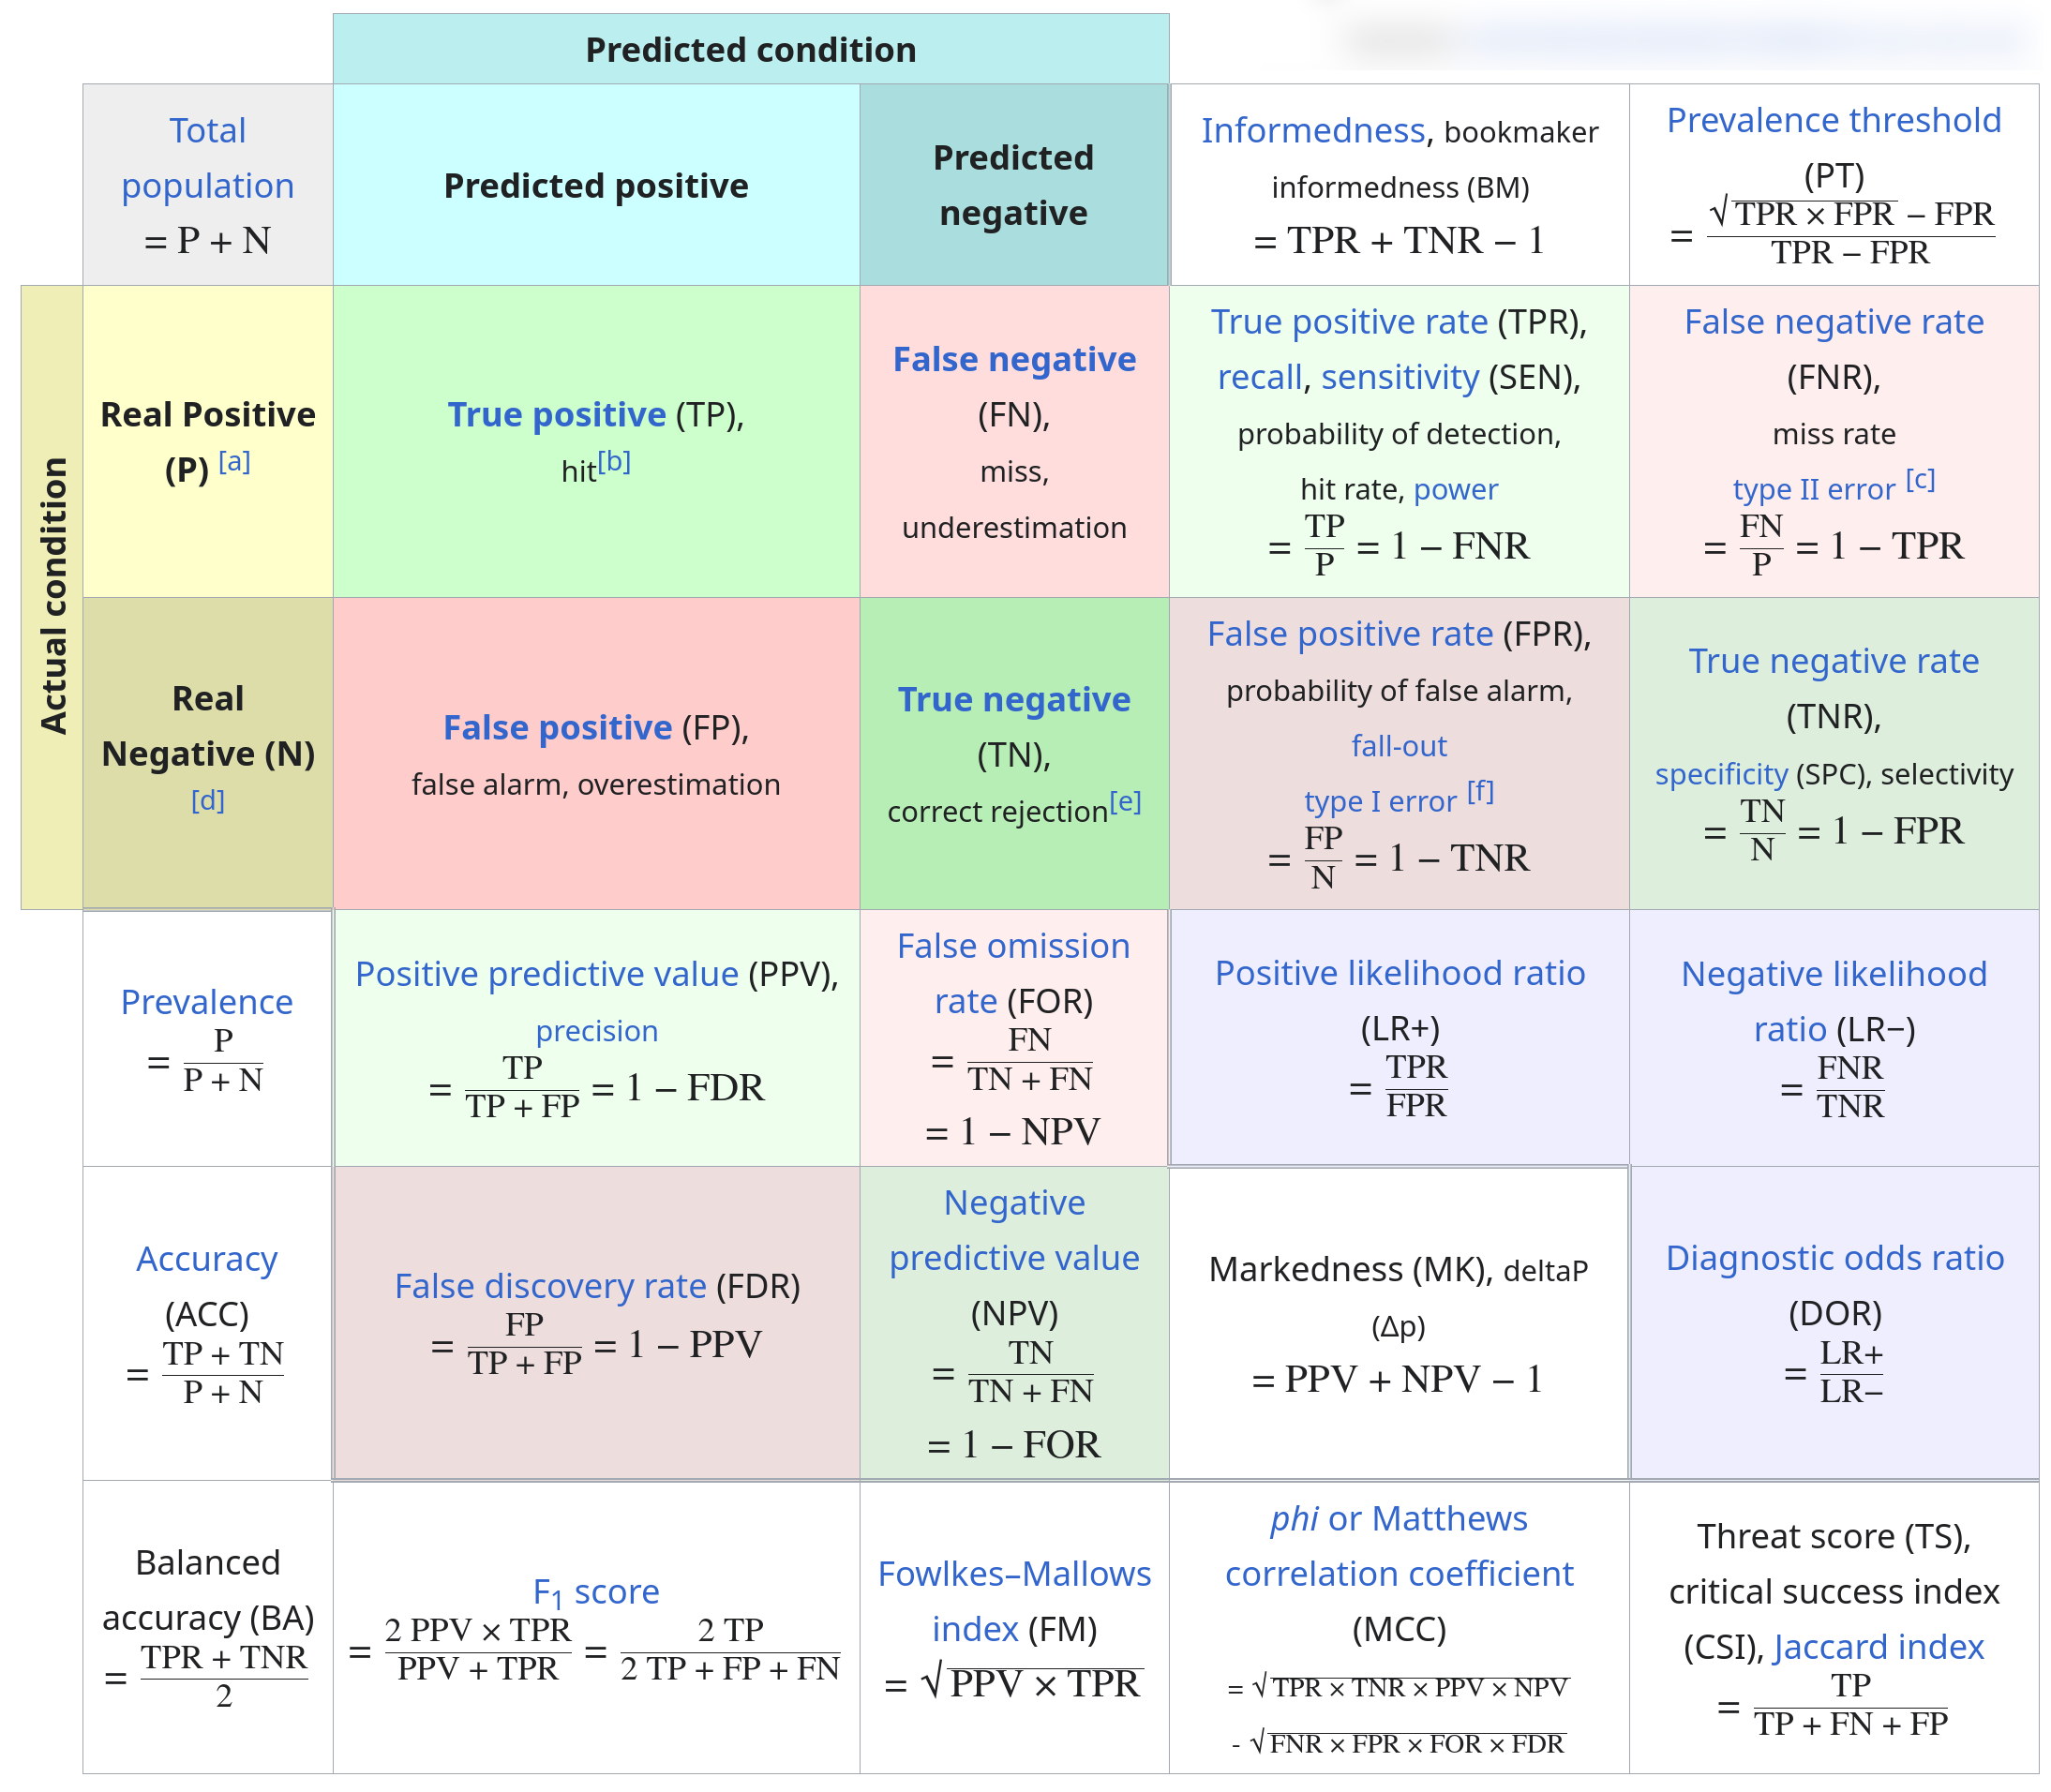 Predicted condition
Total
population
= P + N
Predicted positive
Predicted
negative
Informedness, bookmaker
informedness (BM)
= TPR + TNR − 1
Prevalence threshold
(PT)
= √TPR × FPR − FPR / TPR − FPR
Actual condition
Real Positive
(P) [a]
True positive (TP),
hit[b]
False negative
(FN),
miss,
underestimation
True positive rate (TPR),
recall, sensitivity (SEN),
probability of detection,
hit rate, power
= TP / P = 1 − FNR
False negative rate
(FNR),
miss rate
type II error [c]
= FN / P = 1 − TPR
Real
Negative (N)
[d]
False positive (FP),
false alarm, overestimation
True negative
(TN),
correct rejection[e]
False positive rate (FPR),
probability of false alarm,
fall-out
type I error [f]
= FP / N = 1 − TNR
True negative rate
(TNR),
specificity (SPC), selectivity
= TN / N = 1 − FPR
Prevalence
= P / P + N
Positive predictive value (PPV),
precision
= TP / TP + FP = 1 − FDR
False omission
rate (FOR)
= FN / TN + FN
= 1 − NPV
Positive likelihood ratio
(LR+)
= TPR / FPR
Negative likelihood
ratio (LR−)
= FNR / TNR
Accuracy
(ACC)
= TP + TN / P + N
False discovery rate (FDR)
= FP / TP + FP = 1 − PPV
Negative
predictive value
(NPV)
= TN / TN + FN
= 1 − FOR
Markedness (MK), deltaP
(Δp)
= PPV + NPV − 1
Diagnostic odds ratio
(DOR)
= LR+ / LR−
Balanced
accuracy (BA)
= TPR + TNR / 2
F1 score
= 2 PPV × TPR / PPV + TPR = 2 TP / 2 TP + FP + FN
Fowlkes–Mallows
index (FM)
= √PPV × TPR
phi or Matthews
correlation coefficient
(MCC)
= √TPR × TNR × PPV × NPV
- √FNR × FPR × FOR × FDR
Threat score (TS),
critical success index
(CSI), Jaccard index
= TP / TP + FN + FP